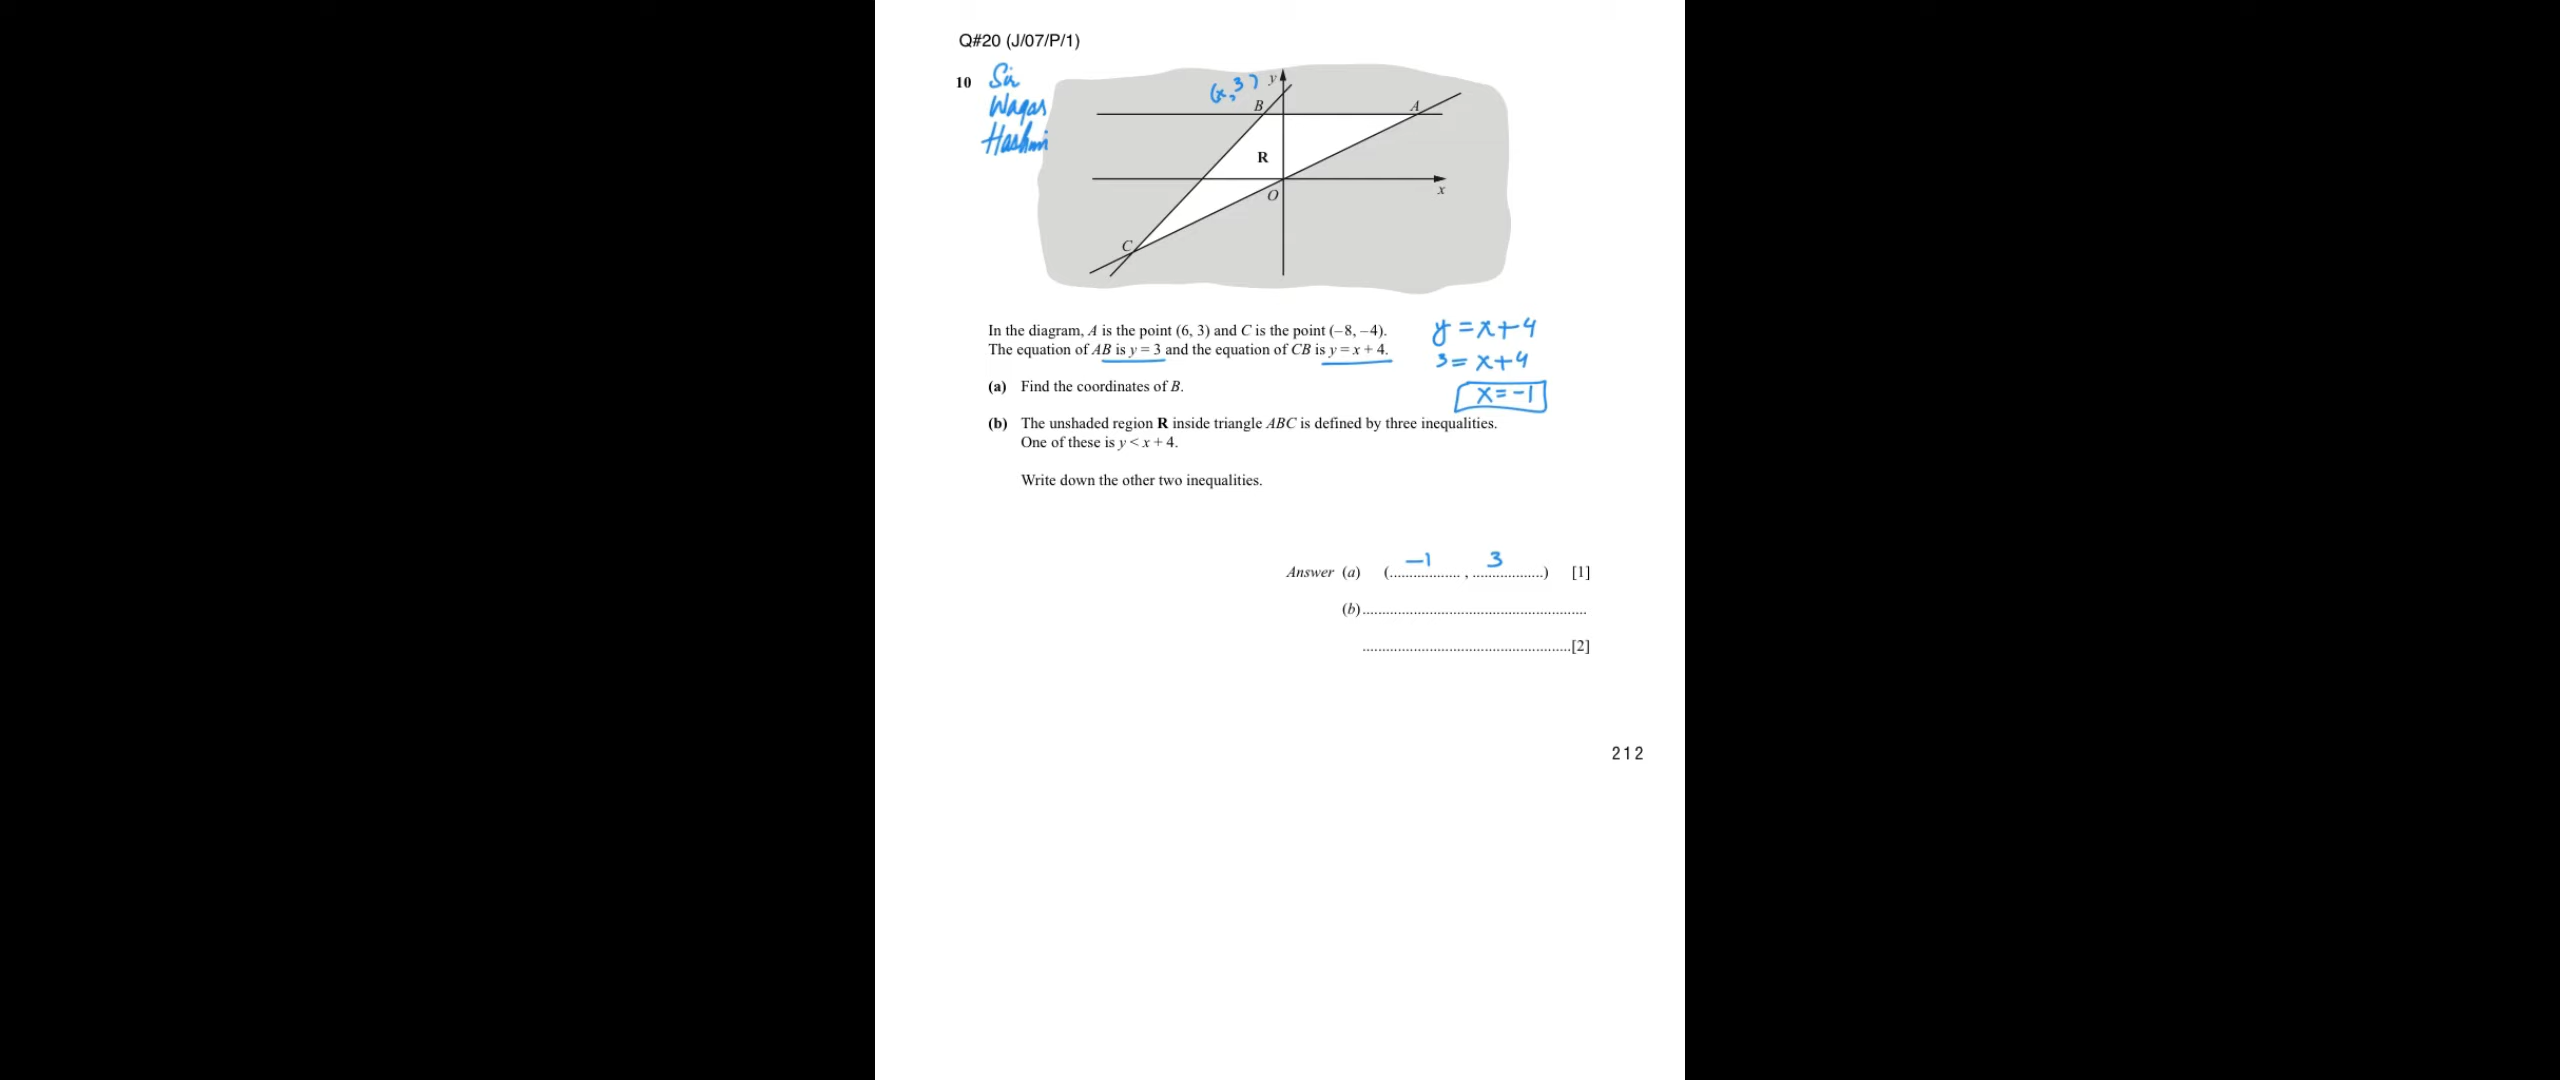 Q#20 (J/07/P/1)
10 Sir
Waqas
Hashmi
(x, 3)
y
B
A
R
O
x
C
In the diagram, A is the point (6, 3) and C is the point (–8, –4).
The equation of AB is y = 3 and the equation of CB is y = x + 4.
y = x+4
3 = x+4
x = -1
(a) Find the coordinates of B.
(b) The unshaded region R inside triangle ABC is defined by three inequalities.
One of these is y < x + 4.
Write down the other two inequalities.
-1 3
Answer (a) (................... , ...................) [1]
(b).........................................................
.....................................................[2]
212